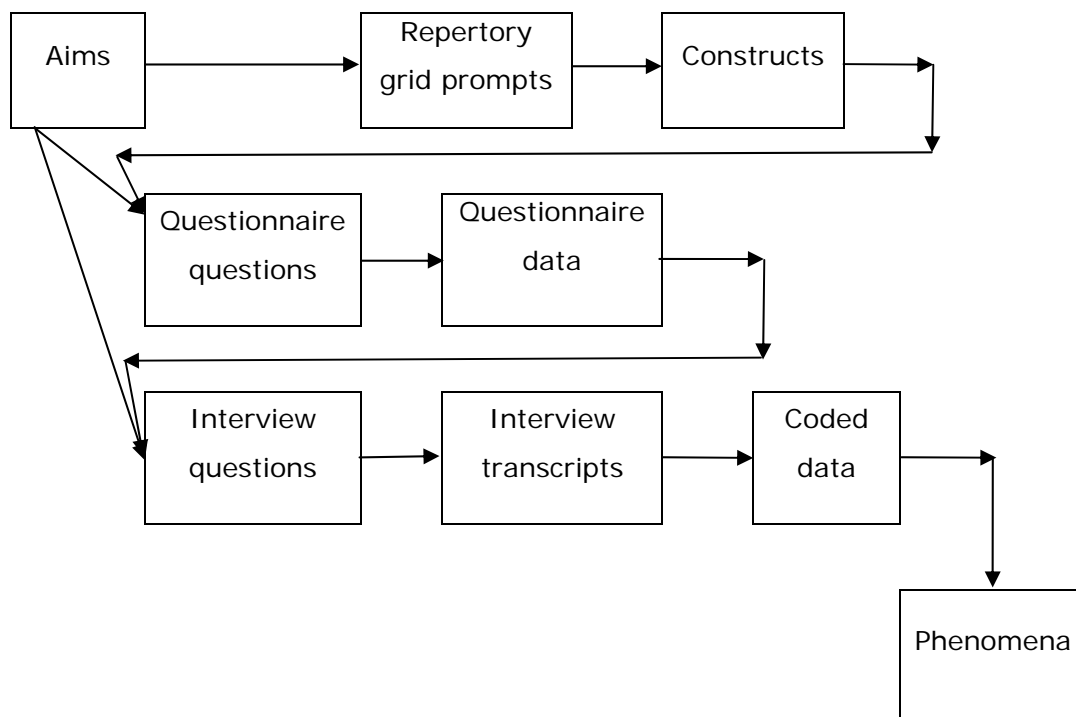 Aims
Repertory
grid prompts
Constructs
Questionnaire
questions
Questionnaire
data
Interview
questions
Interview
transcripts
Coded
data
Phenomena